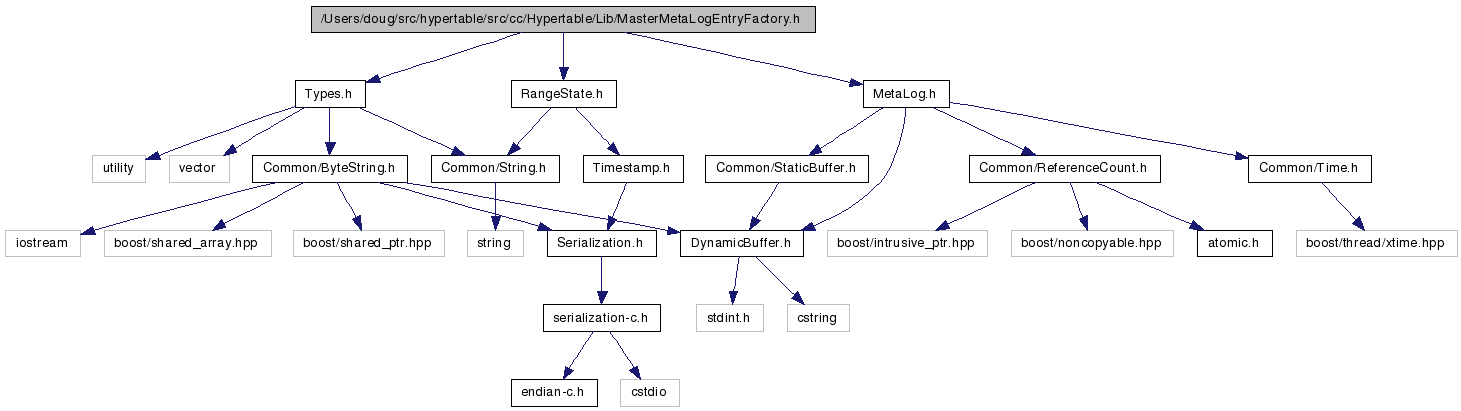 /Users/doug/src/hypertable/src/cc/Hypertable/Lib/MasterMetaLogEntryFactory.h
Types.h
RangeState.h
MetaLog.h
utility
vector
Common/ByteString.h
Common/String.h
Timestamp.h
Common/StaticBuffer.h
Common/ReferenceCount.h
Common/Time.h
iostream
boost/shared_array.hpp
boost/shared_ptr.hpp
string
Serialization.h
DynamicBuffer.h
boost/intrusive_ptr.hpp
boost/noncopyable.hpp
atomic.h
boost/thread/xtime.hpp
serialization-c.h
stdint.h
cstring
endian-c.h
cstdio